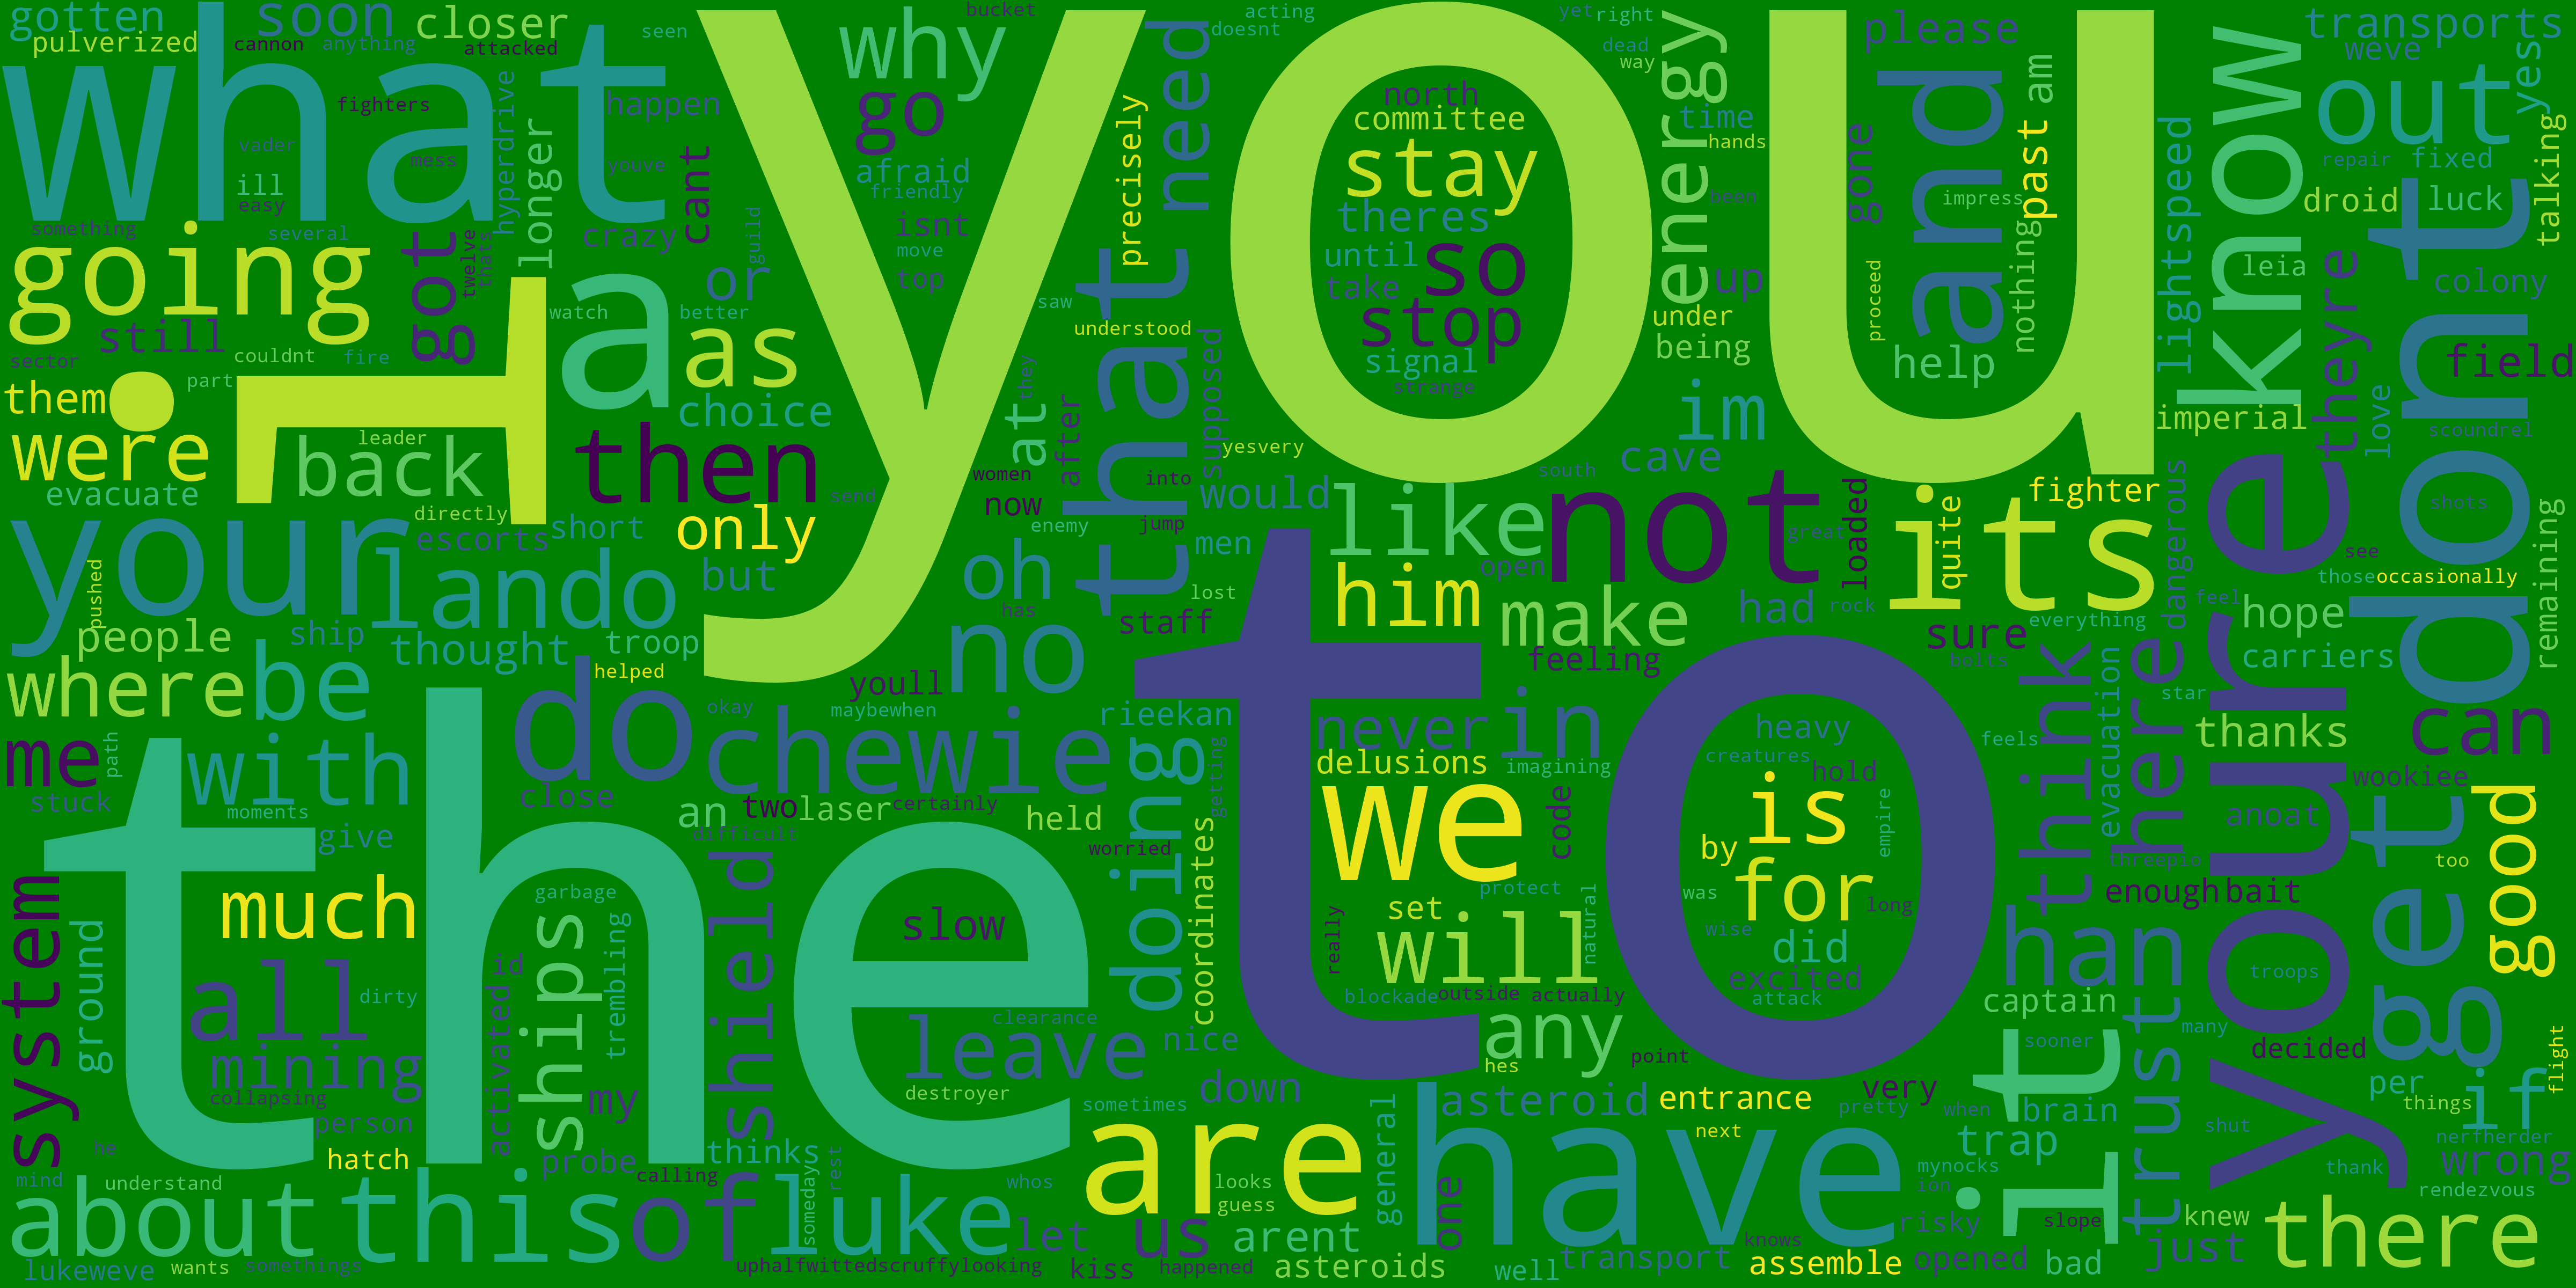 gotten
soon
closer
seen
what
you
why
bucket
acting
doesnt
yet
right
please
transports
pulverized
cannon
anything
attacked
go
need
energy
dead
way
know
weve
yes
out
and
am
fighters
happen
north
committee
time
gone
vader
mess
hyperdrive
longer
youve
cant
afraid
friendly
precisely
stay
hands
past
lightspeed
repair
fixed
talking
ill
easy
isnt
theres
been
impress
droid
luck
going
something
several
got
twelve
thats
crazy
guild
move
until
so
nothing
leia
theyre
colony
or
top
that
take
up
proceed
still
a
watch
better
as
saw
understood
stop
under
being
help
dont
sector
couldnt
fire
part
i
they
signal
strange
field
them
choice
at
after
supposed
im
imperial
love
scoundrel
were
leader
back
then
yesvery
cave
evacuate
directly
send
women
now
into
would
south
not
loaded
its
fighter
dangerous
shots
your
escorts
short
only
enemy
jump
men
like
great
quite
see
remaining
pushed
lando
but
oh
lost
him
open
had
rock
those
occasionally
feel
people
ship
thought
troop
has
staff
make
sure
everything
hope
where
be
helped
do
youll
no
feeling
to
bolts
think
here
carriers
me
path
with
okay
maybewhen
chewie
rieekan
never
in
heavy
evacuation
star
youre
thanks
can
stuck
moments
close
delusions
imagining
creatures
hold
feels
wookiee
the
give
an
two
laser
certainly
held
doing
getting
we
code
is
empire
anoat
get
good
difficult
worried
by
threepio
too
system
much
shield
coordinates
protect
for
was
long
enough
bait
garbage
ships
slow
set
natural
wise
did
han
ground
all
dirty
r
trembling
really
will
excited
troops
mining
activated
clearance
leave
blockade
outside
actually
attack
captain
trust
many
collapsing
person
my
destroyer
nice
hes
any
point
it
sooner
decided
he
hatch
probe
thinks
sometimes
down
asteroid
entrance
very
brain
per
if
flight
mind
understand
calling
rest
are
have
next
pretty
when
trap
things
shut
nerfherder
about
this
of
somedays
luke
whos
looks
guess
general
mynocks
ion
thank
wrong
rendezvous
let
us
arent
one
risky
slope
knew
there
lukeweve
wants
somethings
uphalfwittedscruffylooking
kiss
happened
asteroids
well
transport
knows
assemble
opened
bad
just